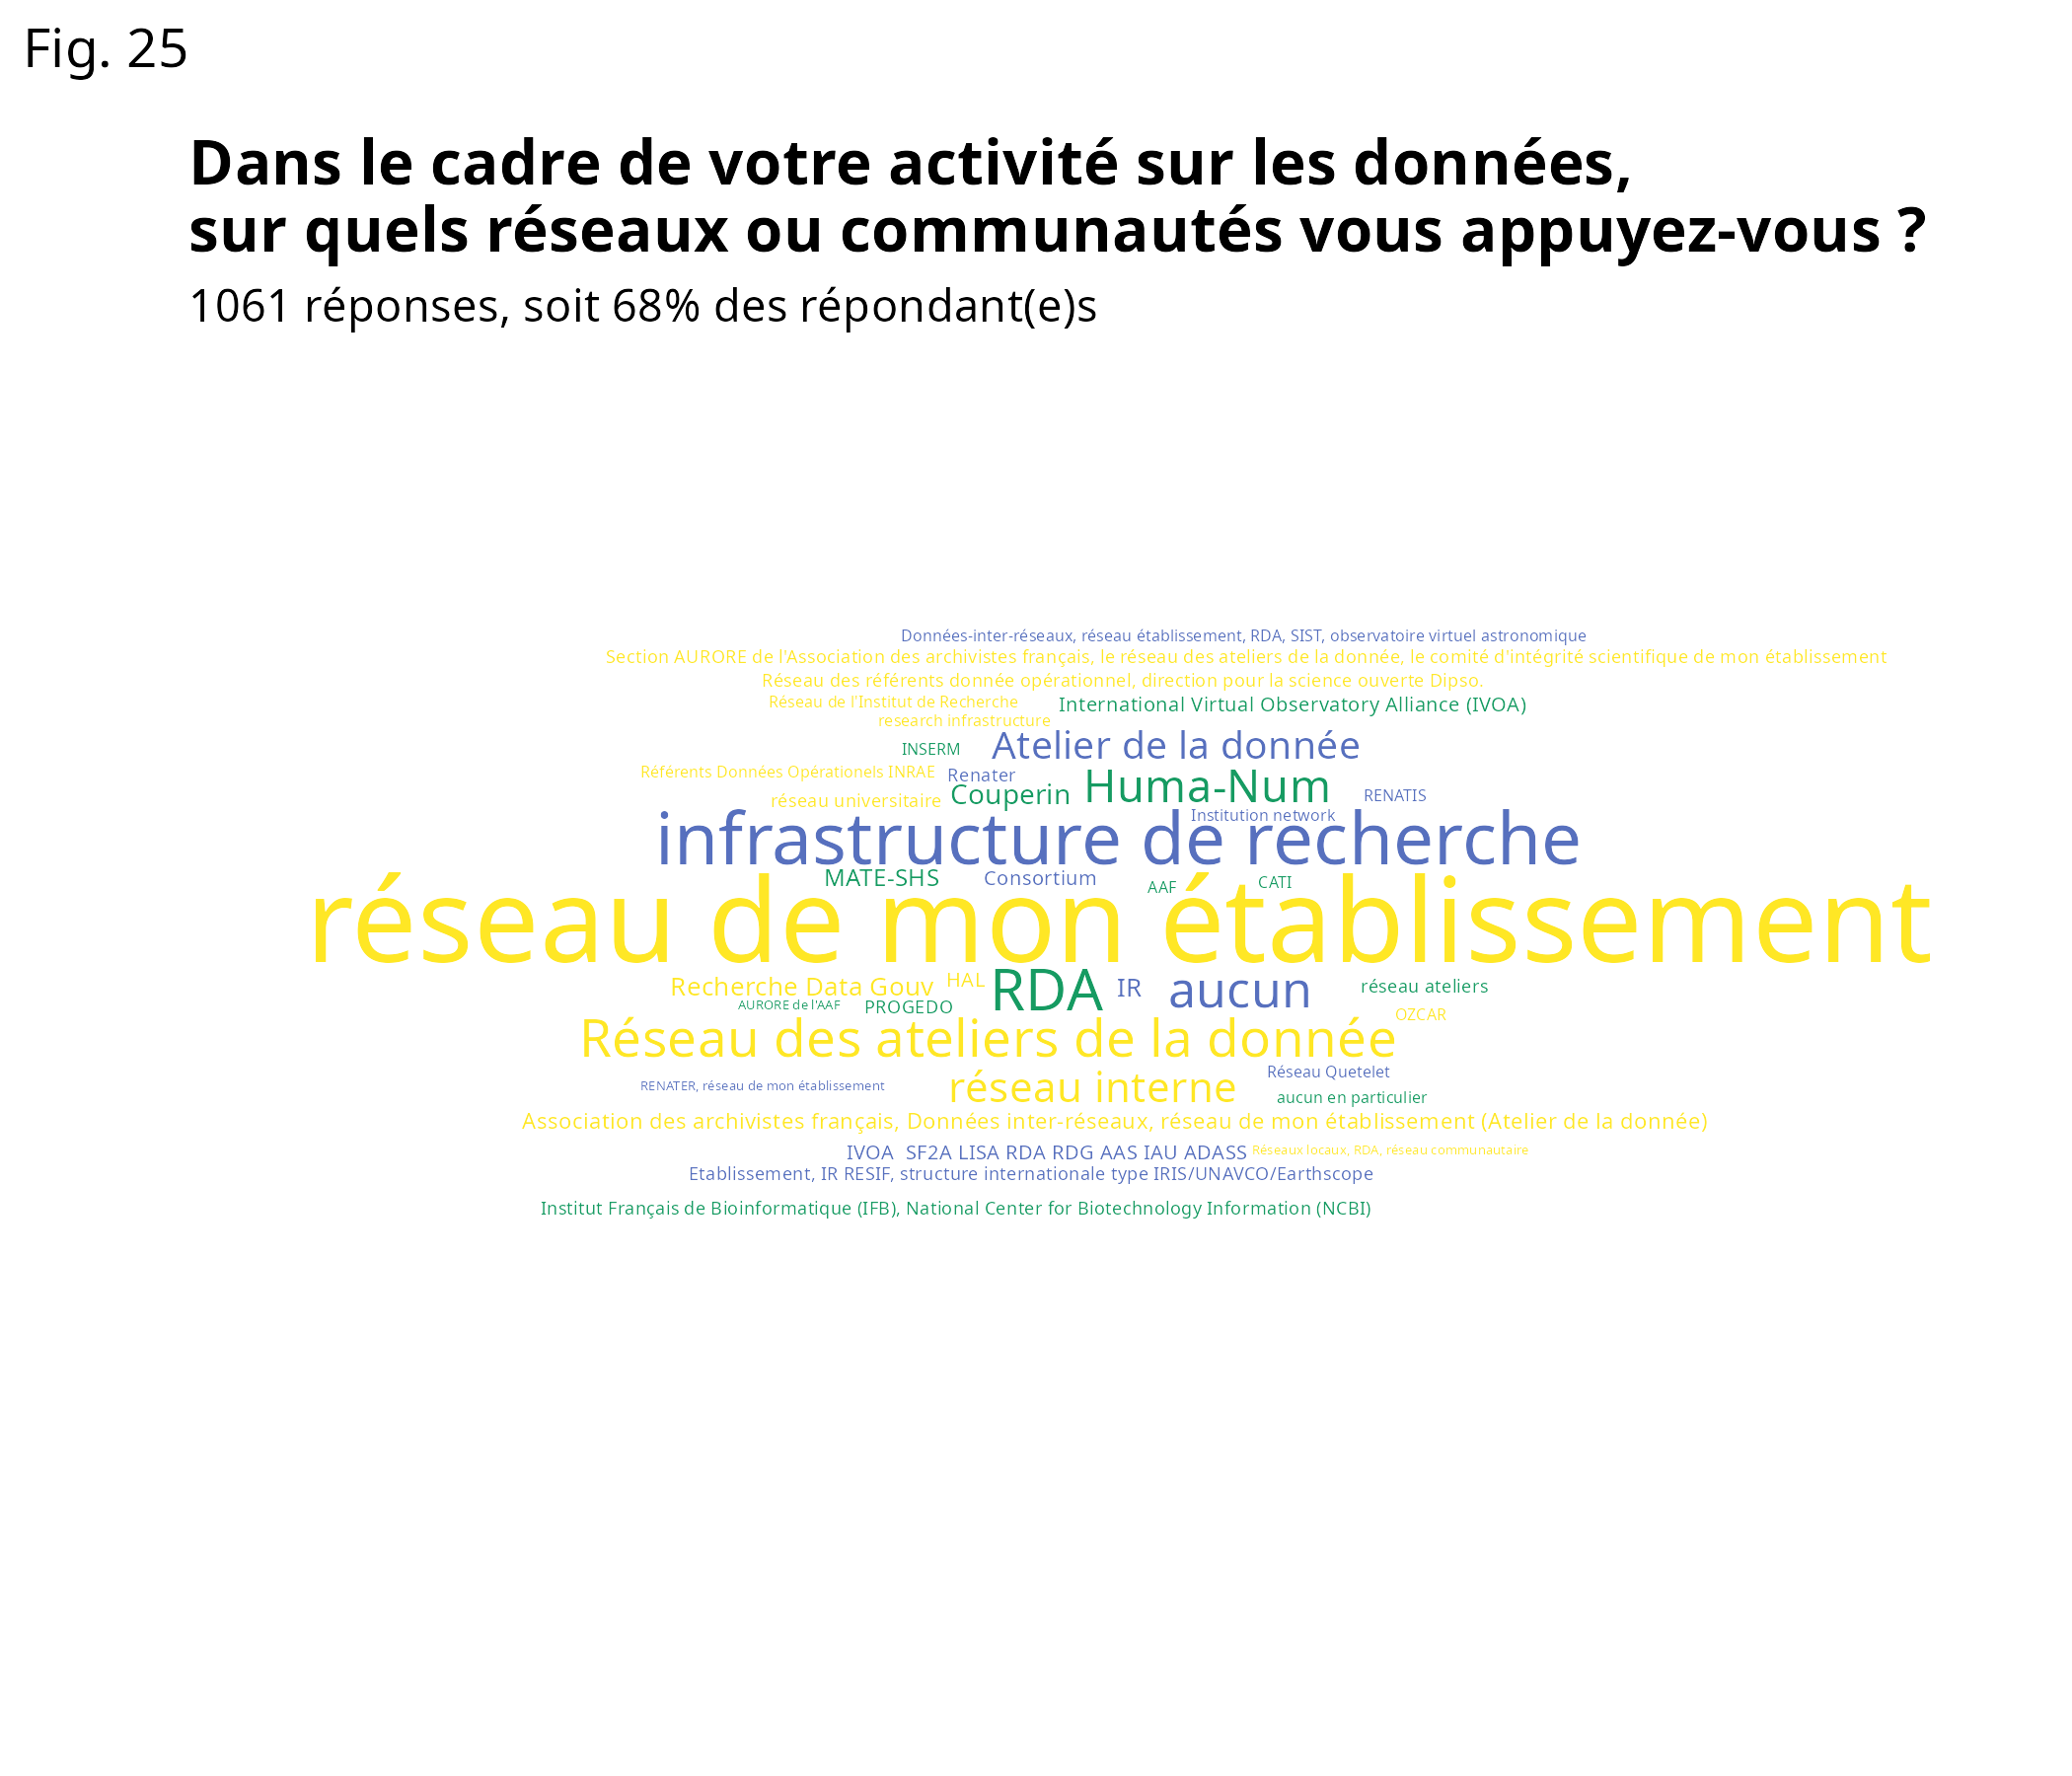 Fig. 25
Dans le cadre de votre activité sur les données,
sur quels réseaux ou communautés vous appuyez-vous ?
1061 réponses, soit 68% des répondant(e)s
Données-inter-réseaux, réseau établissement, RDA, SIST, observatoire virtuel astronomique
Section AURORE de l'Association des archivistes français, le réseau des ateliers de la donnée, le comité d'intégrité scientifique de mon établissement
Réseau des référents donnée opérationnel, direction pour la science ouverte Dipso.
Réseau de l'Institut de Recherche
International Virtual Observatory Alliance (IVOA)
research infrastructure
INSERM
Atelier de la donnée
Référents Données Opérationels INRAE
Renater
Huma-Num
réseau universitaire
Couperin
RENATIS
Institution network
infrastructure de recherche
MATE-SHS
Consortium
AAF
CATI
réseau de mon établissement
Recherche Data Gouv
HAL
RDA
IR
aucun
réseau ateliers
AURORE de l'AAF
PROGEDO
OZCAR
Réseau des ateliers de la donnée
Réseau Quetelet
RENATER, réseau de mon établissement
réseau interne
aucun en particulier
Association des archivistes français, Données inter-réseaux, réseau de mon établissement (Atelier de la donnée)
IVOA  SF2A LISA RDA RDG AAS IAU ADASS
Réseaux locaux, RDA, réseau communautaire
Etablissement, IR RESIF, structure internationale type IRIS/UNAVCO/Earthscope
Institut Français de Bioinformatique (IFB), National Center for Biotechnology Information (NCBI)